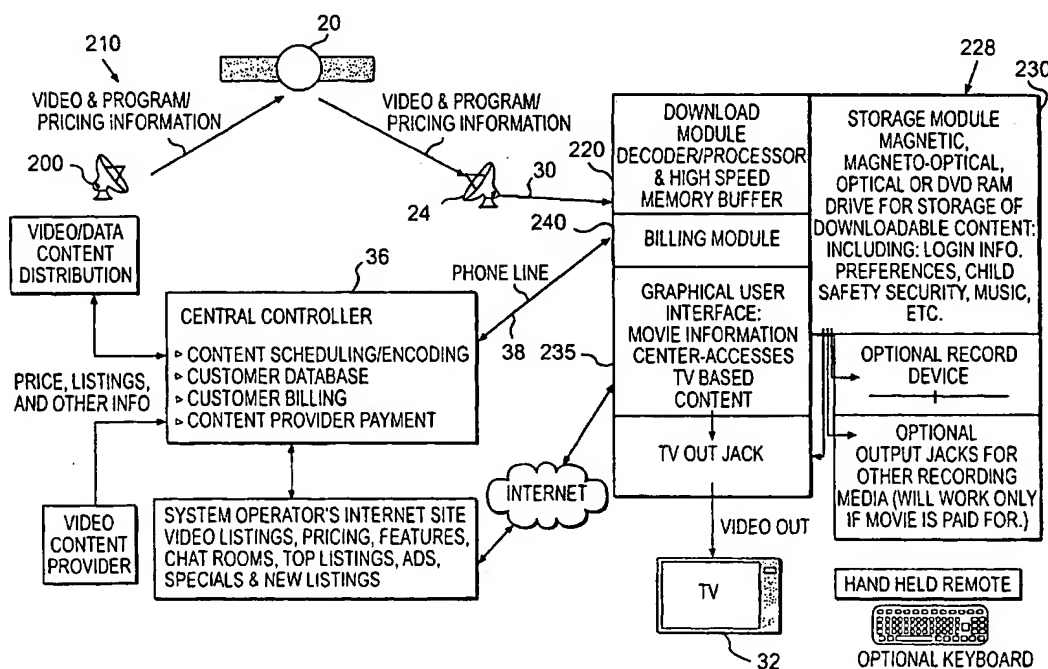 210
20
VIDEO & PROGRAM/
PRICING INFORMATION
VIDEO & PROGRAM/
PRICING INFORMATION
200
24
30
VIDEO/DATA
CONTENT
DISTRIBUTION
36
PHONE LINE
38
CENTRAL CONTROLLER
▹ CONTENT SCHEDULING/ENCODING
▹ CUSTOMER DATABASE
▹ CUSTOMER BILLING
▹ CONTENT PROVIDER PAYMENT
PRICE, LISTINGS,
AND OTHER INFO
VIDEO
CONTENT
PROVIDER
SYSTEM OPERATOR'S INTERNET SITE
VIDEO LISTINGS, PRICING, FEATURES,
CHAT ROOMS, TOP LISTINGS, ADS,
SPECIALS & NEW LISTINGS
INTERNET
228
230
220
DOWNLOAD
MODULE
DECODER/PROCESSOR
& HIGH SPEED
MEMORY BUFFER
240
BILLING MODULE
235
GRAPHICAL USER
INTERFACE:
MOVIE INFORMATION
CENTER-ACCESSES
TV BASED
CONTENT
TV OUT JACK
VIDEO OUT
TV
32
STORAGE MODULE
MAGNETIC,
MAGNETO-OPTICAL,
OPTICAL OR DVD RAM
DRIVE FOR STORAGE OF
DOWNLOADABLE CONTENT:
INCLUDING: LOGIN INFO.
PREFERENCES, CHILD
SAFETY SECURITY, MUSIC,
ETC.
OPTIONAL RECORD
DEVICE
OPTIONAL
OUTPUT JACKS FOR
OTHER RECORDING
MEDIA (WILL WORK ONLY
IF MOVIE IS PAID FOR.)
HAND HELD REMOTE
OPTIONAL KEYBOARD